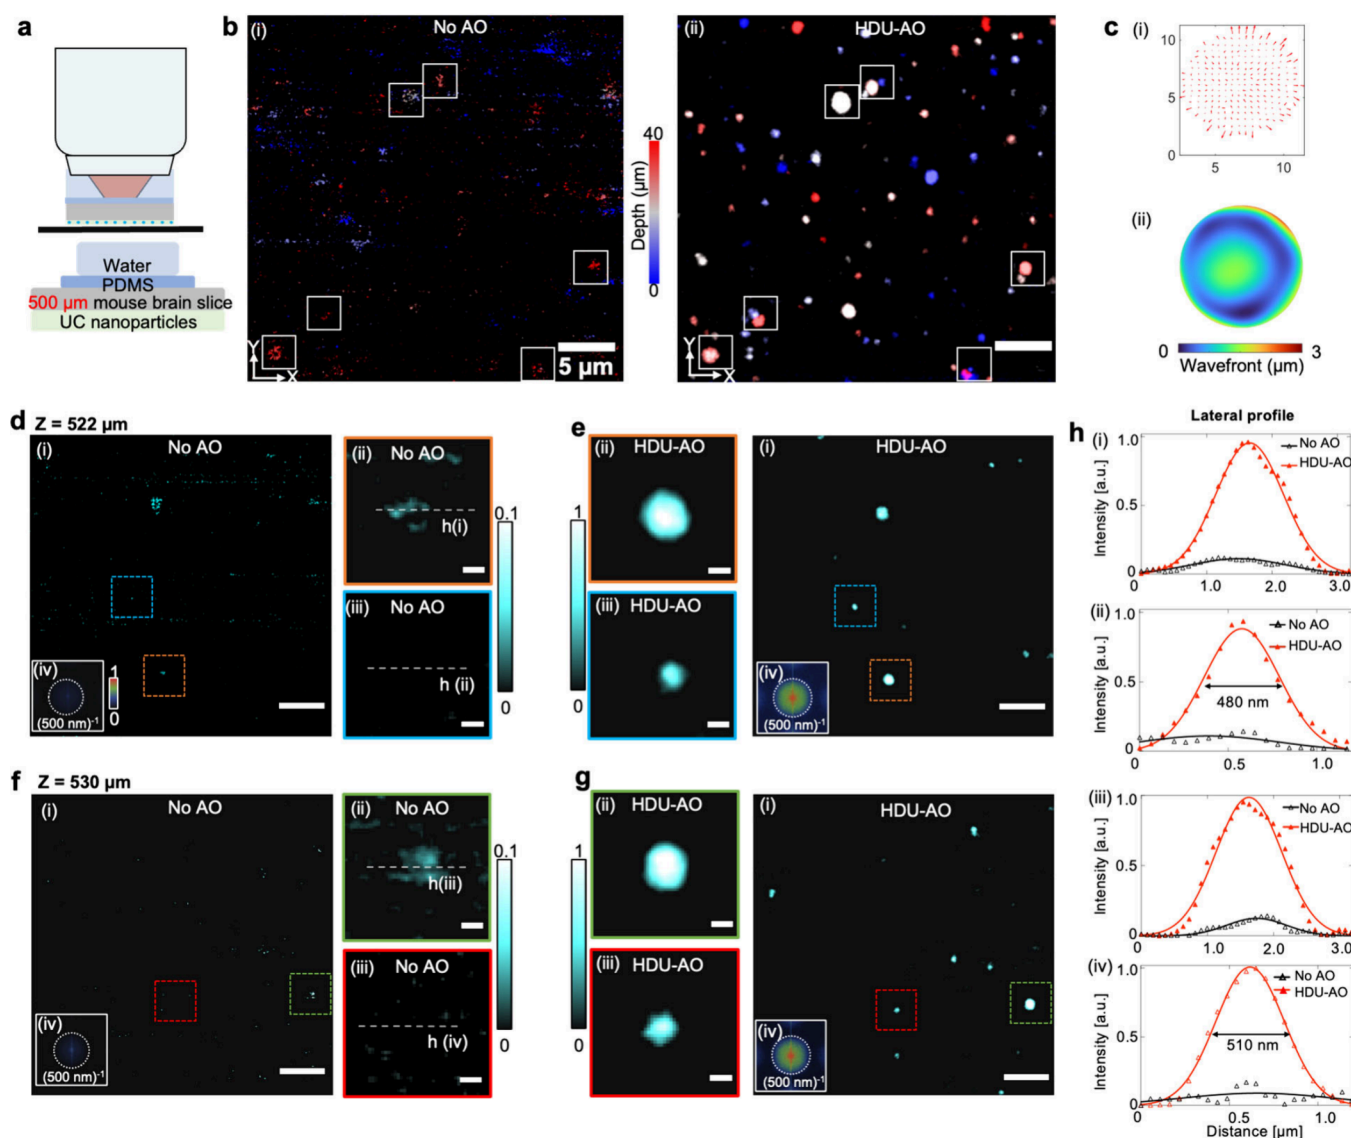 a
Water
PDMS
500 µm mouse brain slice
UC nanoparticles
b
(i)
No AO
Y
X
5 µm
40
Depth (µm)
0
(ii)
HDU-AO
Y
X
c
(i)
10
5
0
5
10
(ii)
0
3
Wavefront (µm)
d
Z = 522 µm
(i)
No AO
(iv)
1
0
(500 nm)⁻¹
(ii)
No AO
h(i)
(iii)
No AO
h (ii)
0.1
0
e
1
0
(ii)
HDU-AO
(iii)
HDU-AO
(i)
HDU-AO
(iv)
(500 nm)⁻¹
f
Z = 530 µm
(i)
No AO
(iv)
(500 nm)⁻¹
(ii)
No AO
h(iii)
(iii)
No AO
h (iv)
0.1
0
g
1
0
(ii)
HDU-AO
(iii)
HDU-AO
(i)
HDU-AO
(iv)
(500 nm)⁻¹
h
Lateral profile
(i)
1.0
0.5
0
Intensity [a.u.]
No AO
HDU-AO
0
1.0
2.0
3.0
(ii)
1.0
0.5
0
Intensity [a.u.]
No AO
HDU-AO
480 nm
0
0.5
1.0
(iii)
1.0
0.5
0
Intensity [a.u.]
No AO
HDU-AO
0
1.0
2.0
3.0
(iv)
1.0
0.5
0
Intensity [a.u.]
No AO
HDU-AO
510 nm
0
0.5
1.0
Distance [µm]